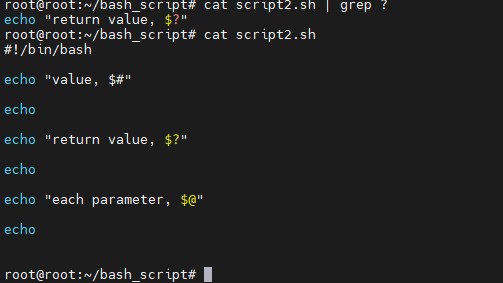 root@root:~/bash_script# cat script2.sh | grep ?
echo "return value, $?"
root@root:~/bash_script# cat script2.sh
#!/bin/bash
echo "value, $#"
echo
echo "return value, $?"
echo
echo "each parameter, $@"
echo
root@root:~/bash_script#